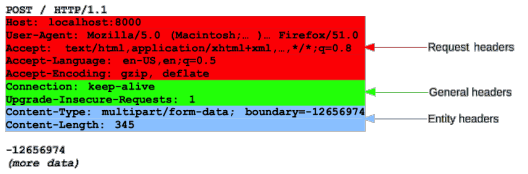 POST / HTTP/1.1
Host: localhost:8000
User-Agent: Mozilla/5.0 (Macintosh;… )… Firefox/51.0
Accept: text/html,application/xhtml+xml,…,*/*;q=0.8
Accept-Language: en-US,en;q=0.5
Accept-Encoding: gzip, deflate
Connection: keep-alive
Upgrade-Insecure-Requests: 1
Content-Type: multipart/form-data; boundary=-12656974
Content-Length: 345
-12656974
(more data)
Request headers
General headers
Entity headers